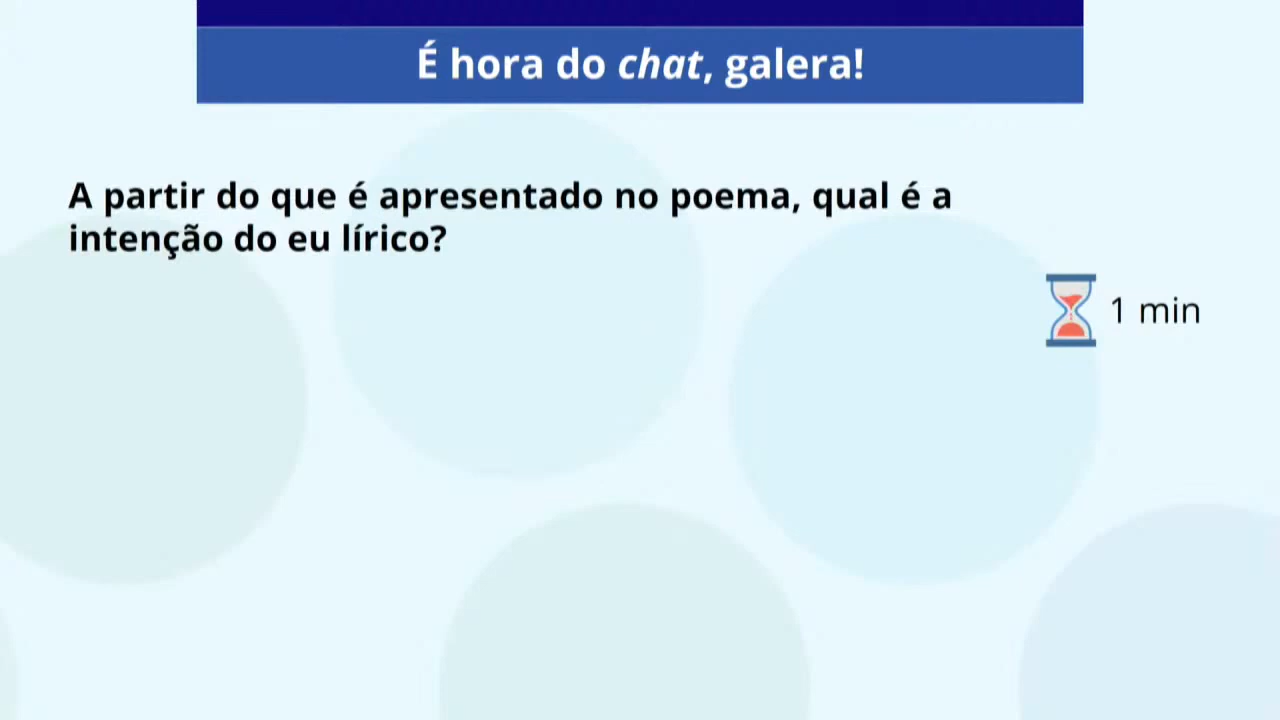 É hora do chat, galera!
A partir do que é apresentado no poema, qual é a
intenção do eu lírico?
1 min